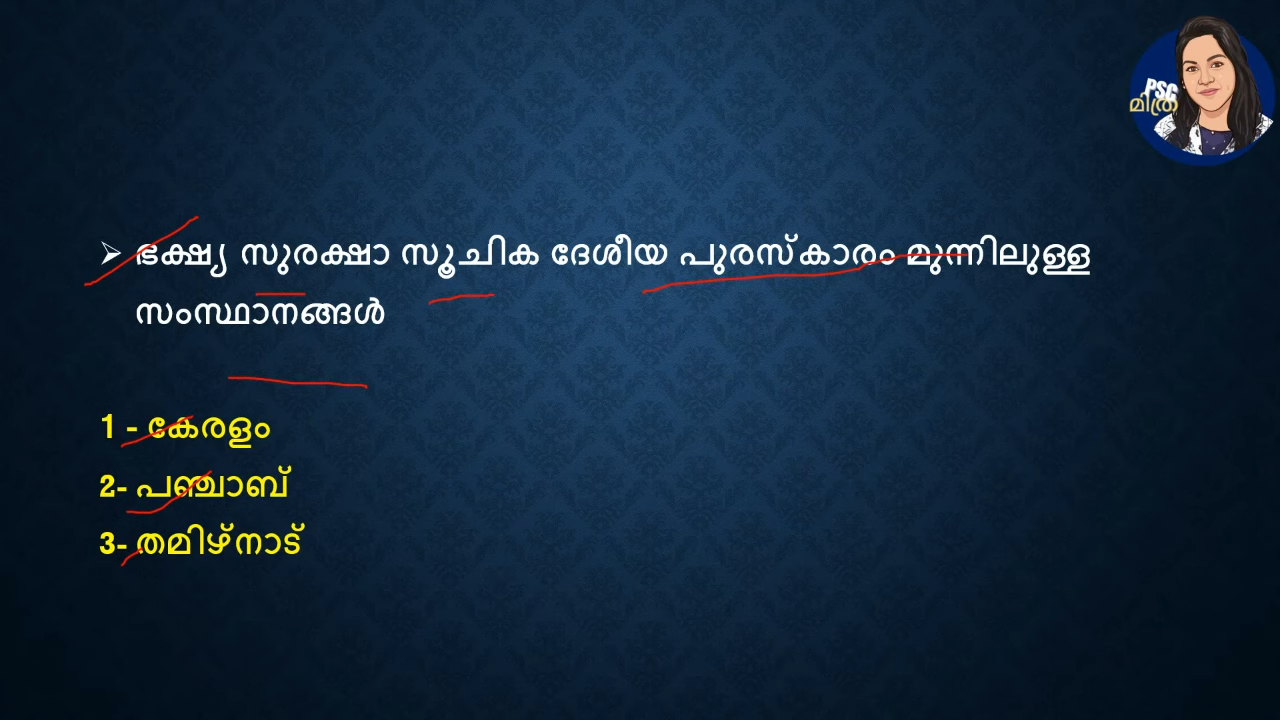 PSC
മിത്ര
ഭക്ഷ്യ സുരക്ഷാ സൂചിക ദേശീയ പുരസ്കാരം മുന്നിലുള്ള
സംസ്ഥാനങ്ങൾ
1 - കേരളം
2- പഞ്ചാബ്
3- തമിഴ്നാട്